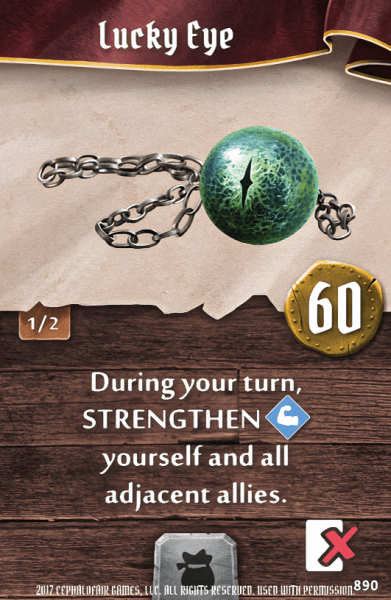 Lucky Eye
60
1/2
During your turn,
STRENGTHEN
yourself and all
adjacent allies.
2017 Cephalofair Games, LLC. All rights reserved. Used with permission.
890